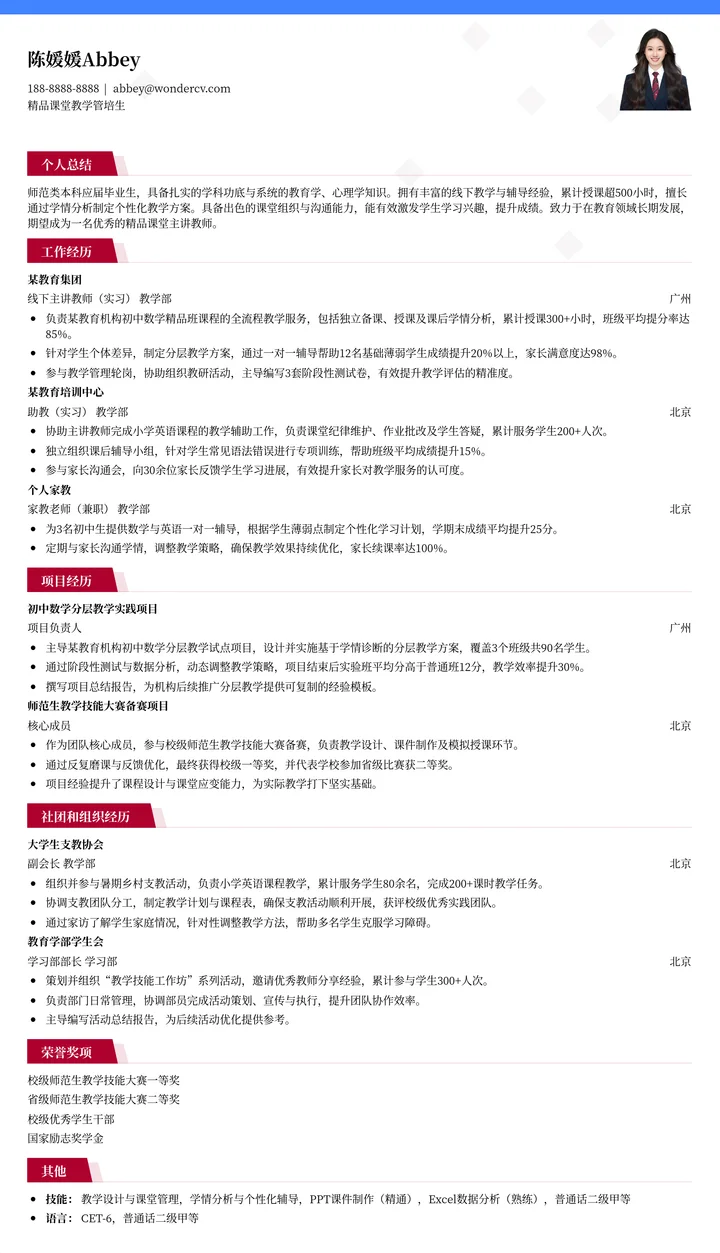 陈媛媛Abbey
188-8888-8888 | abbey@wondercv.com
精品课堂教学管培生
个人总结
师范类本科应届毕业生，具备扎实的学科功底与系统的教育学、心理学知识。拥有丰富的线下教学与辅导经验，累计授课超500小时，擅长
通过学情分析制定个性化教学方案。具备出色的课堂组织与沟通能力，能有效激发学生学习兴趣，提升成绩。致力于在教育领域长期发展，
期望成为一名优秀的精品课堂主讲教师。
工作经历
某教育集团
线下主讲教师（实习） 教学部 广州
• 负责某教育机构初中数学精品班课程的全流程教学服务，包括独立备课、授课及课后学情分析，累计授课300+小时，班级平均提分率达
85%。
• 针对学生个体差异，制定分层教学方案，通过一对一辅导帮助12名基础薄弱学生成绩提升20%以上，家长满意度达98%。
• 参与教学管理轮岗，协助组织教研活动，主导编写3套阶段性测试卷，有效提升教学评估的精准度。
某教育培训中心
助教（实习） 教学部 北京
• 协助主讲教师完成小学英语课程的教学辅助工作，负责课堂纪律维护、作业批改及学生答疑，累计服务学生200+人次。
• 独立组织课后辅导小组，针对学生常见语法错误进行专项训练，帮助班级平均成绩提升15%。
• 参与家长沟通会，向30余位家长反馈学生学习进展，有效提升家长对教学服务的认可度。
个人家教
家教老师（兼职） 教学部 北京
• 为3名初中生提供数学与英语一对一辅导，根据学生薄弱点制定个性化学习计划，学期末成绩平均提升25分。
• 定期与家长沟通学情，调整教学策略，确保教学效果持续优化，家长续课率达100%。
项目经历
初中数学分层教学实践项目
项目负责人 广州
• 主导某教育机构初中数学分层教学试点项目，设计并实施基于学情诊断的分层教学方案，覆盖3个班级共90名学生。
• 通过阶段性测试与数据分析，动态调整教学策略，项目结束后实验班平均分高于普通班12分，教学效率提升30%。
• 撰写项目总结报告，为机构后续推广分层教学提供可复制的经验模板。
师范生教学技能大赛备赛项目
核心成员 北京
• 作为团队核心成员，参与校级师范生教学技能大赛备赛，负责教学设计、课件制作及模拟授课环节。
• 通过反复磨课与反馈优化，最终获得校级一等奖，并代表学校参加省级比赛获二等奖。
• 项目经验提升了课程设计与课堂应变能力，为实际教学打下坚实基础。
社团和组织经历
大学生支教协会
副会长 教学部 北京
• 组织并参与暑期乡村支教活动，负责小学英语课程教学，累计服务学生80余名，完成200+课时教学任务。
• 协调支教团队分工，制定教学计划与课程表，确保支教活动顺利开展，获评校级优秀实践团队。
• 通过家访了解学生家庭情况，针对性调整教学方法，帮助多名学生克服学习障碍。
教育学部学生会
学习部部长 学习部 北京
• 策划并组织“教学技能工作坊”系列活动，邀请优秀教师分享经验，累计参与学生300+人次。
• 负责部门日常管理，协调部员完成活动策划、宣传与执行，提升团队协作效率。
• 主导编写活动总结报告，为后续活动优化提供参考。
荣誉奖项
校级师范生教学技能大赛一等奖
省级师范生教学技能大赛二等奖
校级优秀学生干部
国家励志奖学金
其他
• 技能： 教学设计与课堂管理，学情分析与个性化辅导，PPT课件制作（精通），Excel数据分析（熟练），普通话二级甲等
• 语言： CET-6，普通话二级甲等